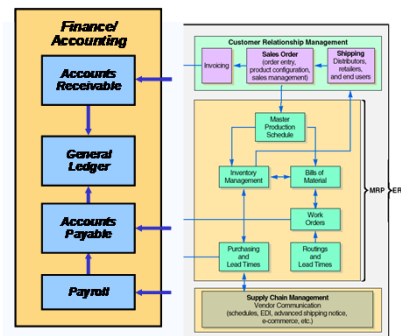 Finance/
Accounting
Accounts
Receivable
General
Ledger
Accounts
Payable
Payroll
Customer Relationship Management
Invoicing
Sales Order
(order entry,
product configuration,
sales management)
Shipping
Distributors,
retailers,
and end users
Master
Production
Schedule
Inventory
Management
Bills of
Material
MRP
ER
Work
Orders
Purchasing
and
Lead Times
Routings
and
Lead Times
Supply Chain Management
Vendor Communication
(schedules, EDI, advanced shipping notice,
e-commerce, etc.)